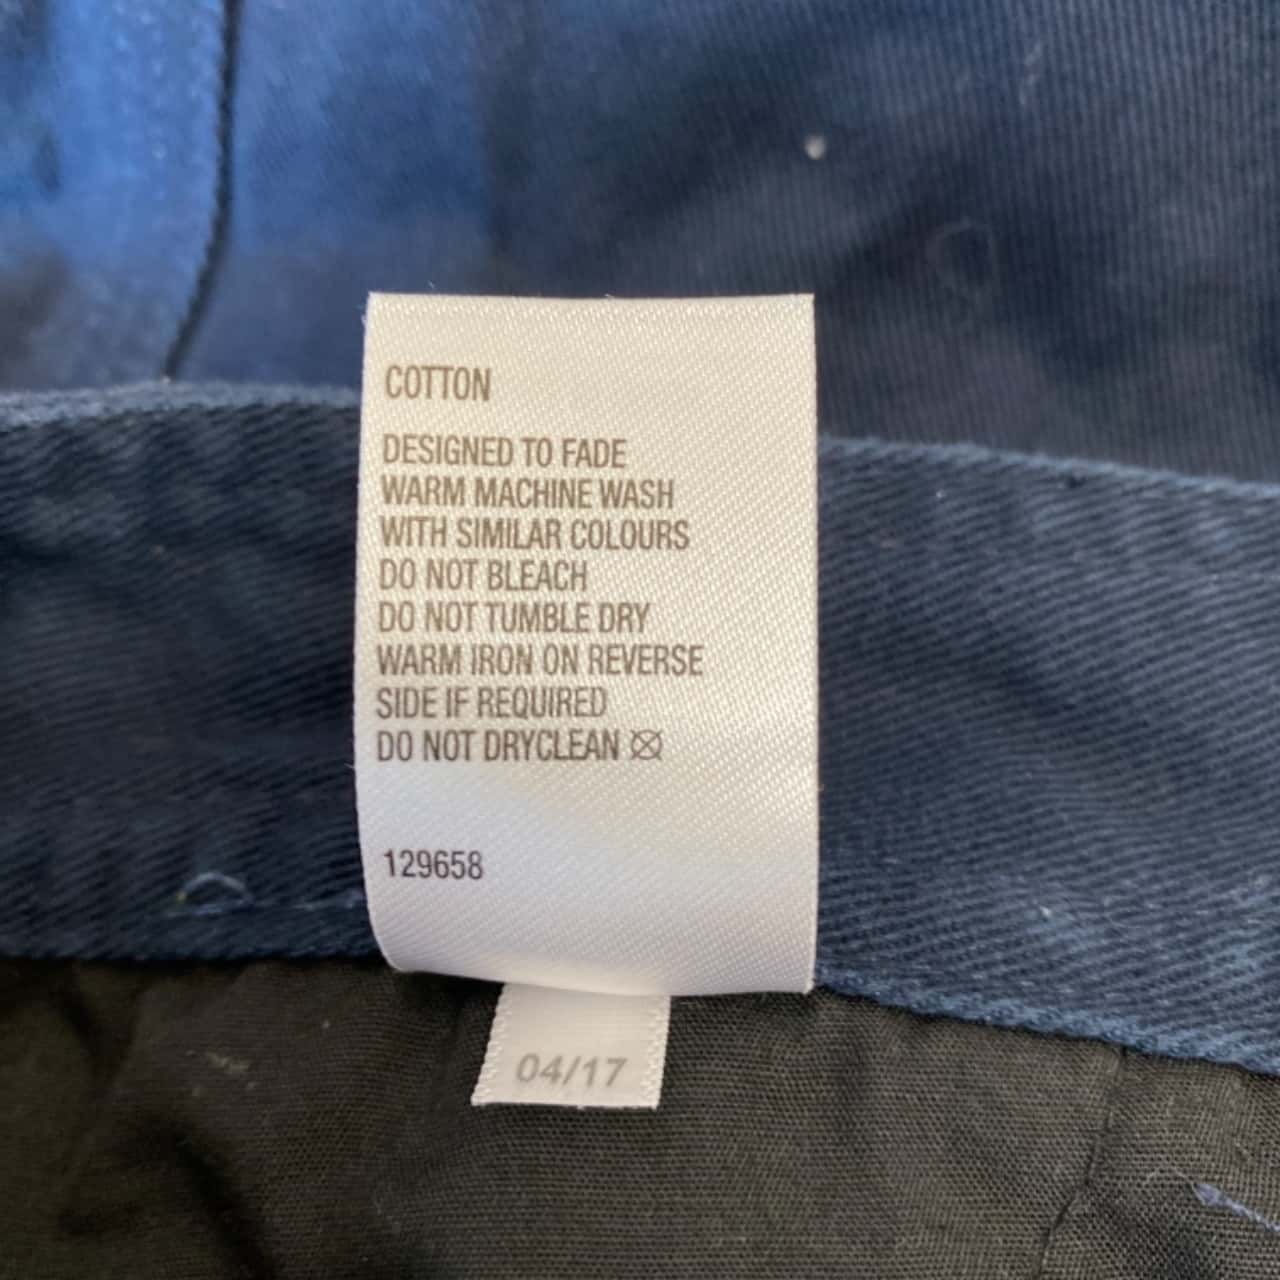 COTTON
DESIGNED TO FADE
WARM MACHINE WASH
WITH SIMILAR COLOURS
DO NOT BLEACH
DO NOT TUMBLE DRY
WARM IRON ON REVERSE
SIDE IF REQUIRED
DO NOT DRYCLEAN
129658
04/17